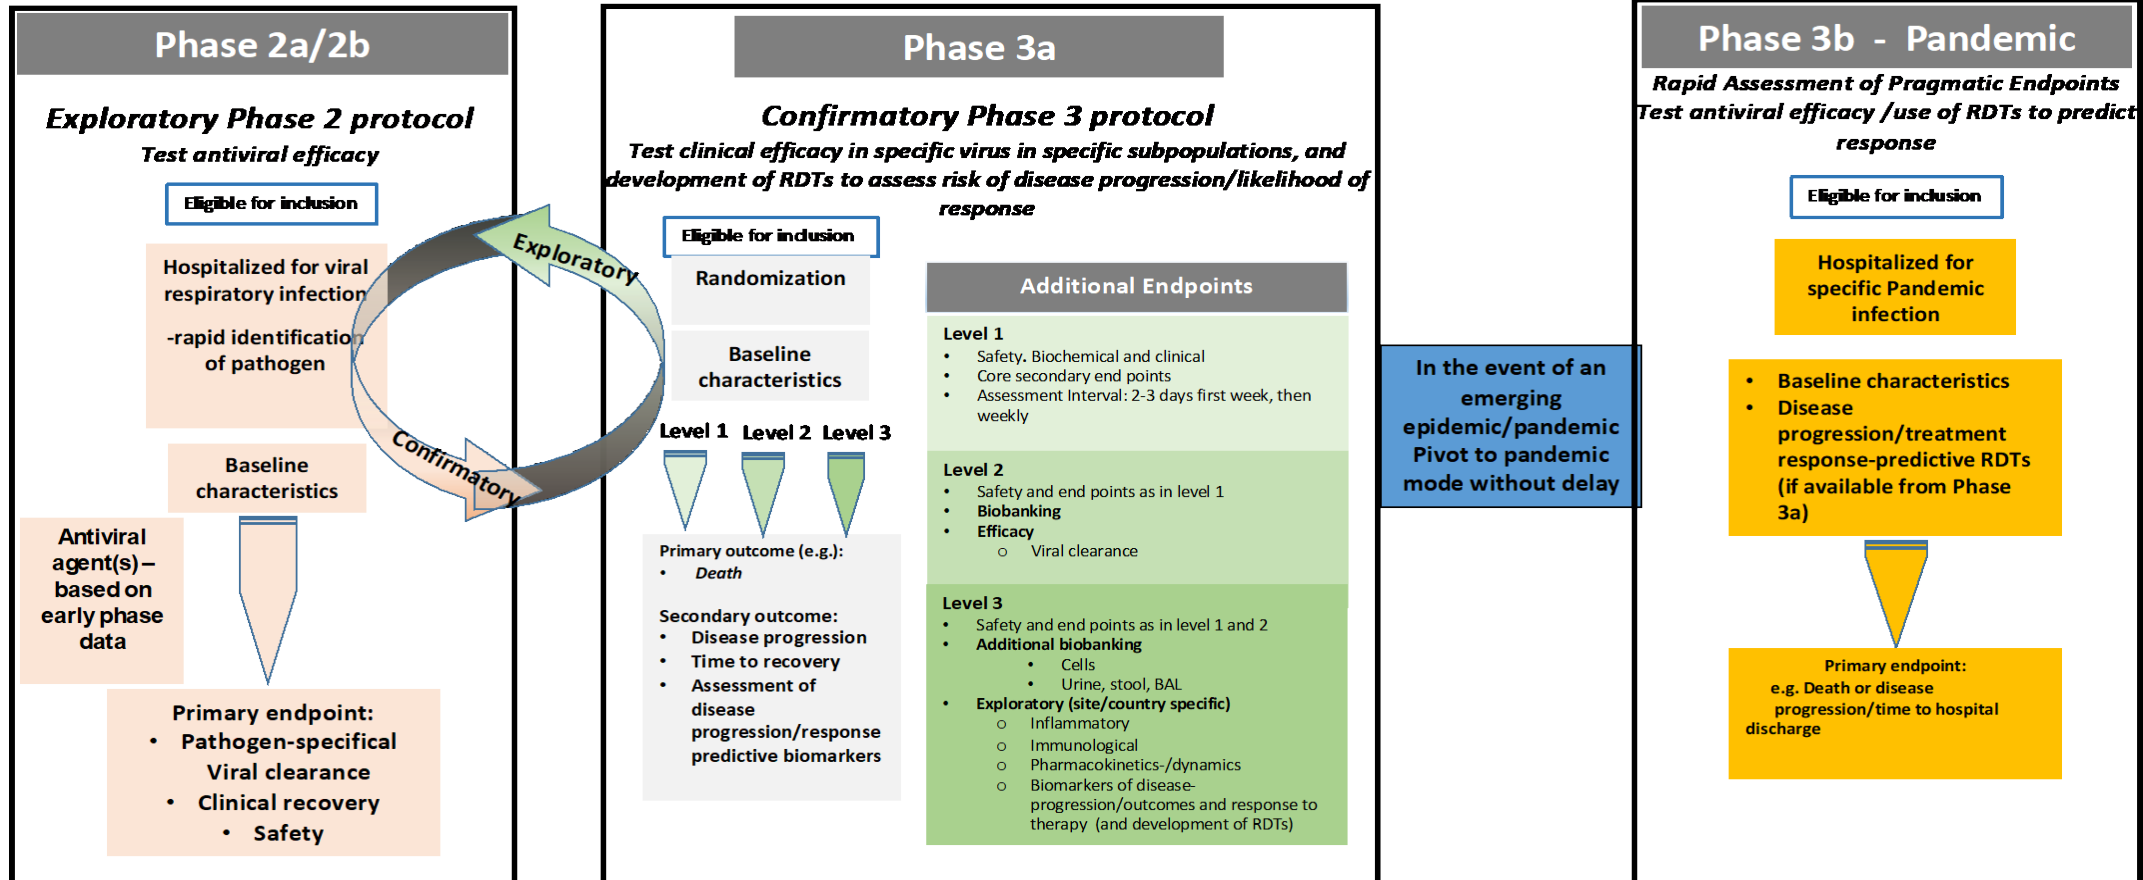 Phase 2a/2b
Exploratory Phase 2 protocol
Test antiviral efficacy
Eligible for inclusion
Hospitalized for viral
respiratory infection
-rapid identification
of pathogen
Baseline
characteristics
Antiviral
agent(s) –
based on
early phase
data
Primary endpoint:
• Pathogen-specifical
Viral clearance
• Clinical recovery
• Safety
Exploratory
Confirmatory
Phase 3a
Confirmatory Phase 3 protocol
Test clinical efficacy in specific virus in specific subpopulations, and
development of RDTs to assess risk of disease progression/likelihood of
response
Eligible for inclusion
Randomization
Baseline
characteristics
Level 1 Level 2 Level 3
Primary outcome (e.g.):
• Death
Secondary outcome:
• Disease progression
• Time to recovery
• Assessment of
disease
progression/response
predictive biomarkers
Additional Endpoints
Level 1
• Safety. Biochemical and clinical
• Core secondary end points
• Assessment Interval: 2-3 days first week, then
weekly
Level 2
• Safety and end points as in level 1
• Biobanking
• Efficacy
o Viral clearance
Level 3
• Safety and end points as in level 1 and 2
• Additional biobanking
• Cells
• Urine, stool, BAL
• Exploratory (site/country specific)
o Inflammatory
o Immunological
o Pharmacokinetics-/dynamics
o Biomarkers of disease-
progression/outcomes and response to
therapy (and development of RDTs)
In the event of an
emerging
epidemic/pandemic
Pivot to pandemic
mode without delay
Phase 3b - Pandemic
Rapid Assessment of Pragmatic Endpoints
Test antiviral efficacy /use of RDTs to predict
response
Eligible for inclusion
Hospitalized for
specific Pandemic
infection
• Baseline characteristics
• Disease
progression/treatment
response-predictive RDTs
(if available from Phase
3a)
Primary endpoint:
e.g. Death or disease
progression/time to hospital
discharge